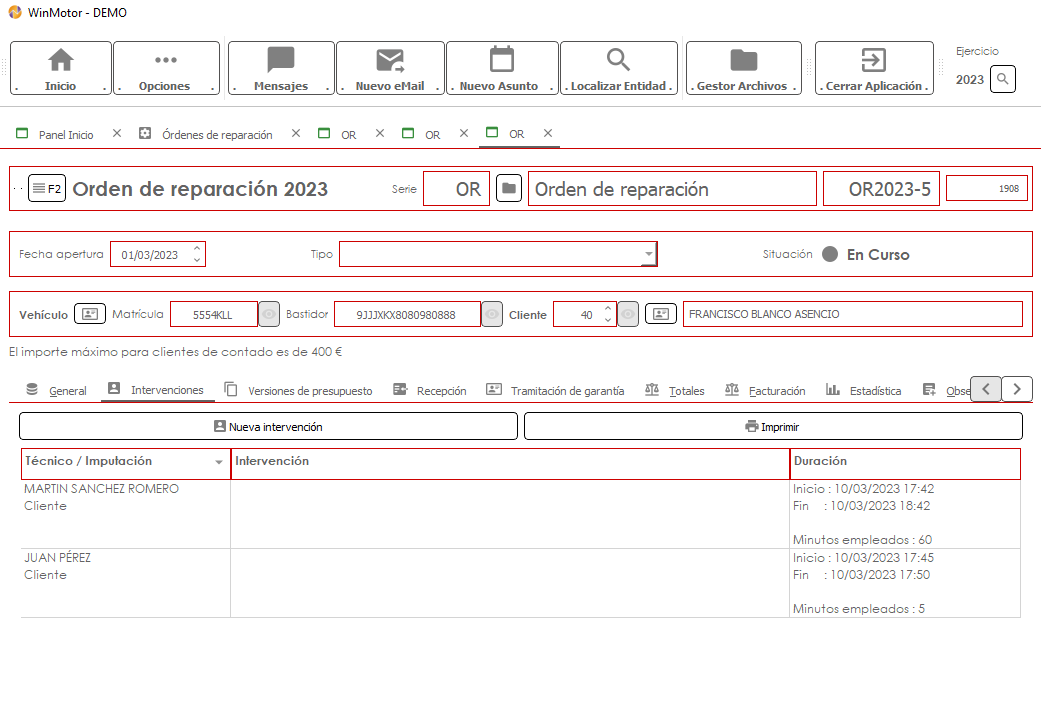 WinMotor - DEMO
Inicio
Opciones
Mensajes
Nuevo eMail
Nuevo Asunto
Localizar Entidad
Gestor Archivos
Cerrar Aplicación
Ejercicio
2023
Panel Inicio
Órdenes de reparación
OR
OR
OR
F2
Orden de reparación 2023
Serie
OR
Orden de reparación
OR2023-5
1908
Fecha apertura
01/03/2023
Tipo
Situación
En Curso
Vehículo
Matrícula
5554KLL
Bastidor
9JJJXKX8080980888
Cliente
40
FRANCISCO BLANCO ASENCIO
El importe máximo para clientes de contado es de 400 €
General
Intervenciones
Versiones de presupuesto
Recepción
Tramitación de garantía
Totales
Facturación
Estadística
Obse
Nueva intervención
Imprimir
Técnico / Imputación
Intervención
Duración
MARTIN SANCHEZ ROMERO
Cliente
Inicio : 10/03/2023 17:42
Fin : 10/03/2023 18:42
Minutos empleados : 60
JUAN PÉREZ
Cliente
Inicio : 10/03/2023 17:45
Fin : 10/03/2023 17:50
Minutos empleados : 5